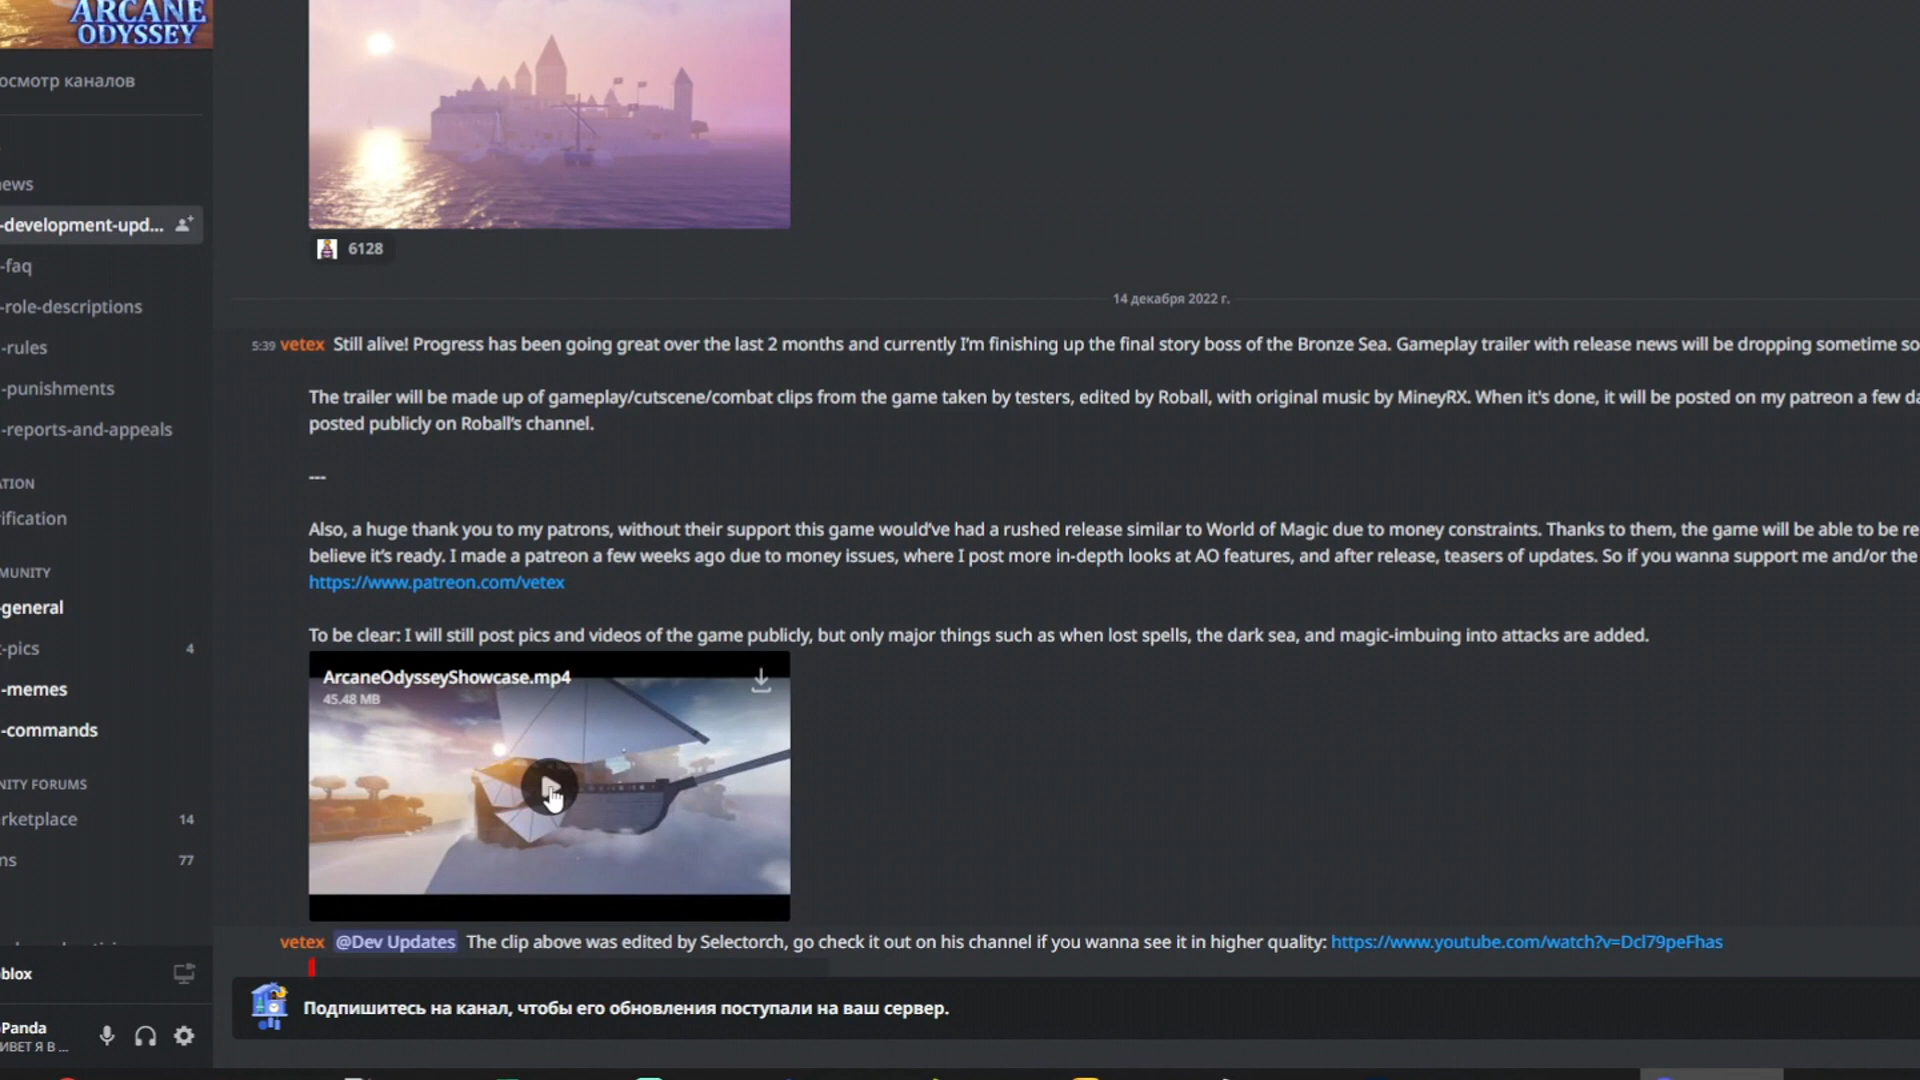 ARCANE
ODYSSEY
осмотр каналов
ews
-development-upd...
-faq
-role-descriptions
-rules
-punishments
-reports-and-appeals
ATION
ification
MUNITY
-general
-pics 4
-memes
-commands
NITY FORUMS
rketplace 14
ns 77
blox
Panda
ИВЕТ Я В ...
6128
14 декабря 2022 г.
5:39 vetex Still alive! Progress has been going great over the last 2 months and currently I'm finishing up the final story boss of the Bronze Sea. Gameplay trailer with release news will be dropping sometime so
The trailer will be made up of gameplay/cutscene/combat clips from the game taken by testers, edited by Roball, with original music by MineyRX. When it's done, it will be posted on my patreon a few da
posted publicly on Roball's channel.
---
Also, a huge thank you to my patrons, without their support this game would've had a rushed release similar to World of Magic due to money constraints. Thanks to them, the game will be able to be re
believe it's ready. I made a patreon a few weeks ago due to money issues, where I post more in-depth looks at AO features, and after release, teasers of updates. So if you wanna support me and/or the
https://www.patreon.com/vetex
To be clear: I will still post pics and videos of the game publicly, but only major things such as when lost spells, the dark sea, and magic-imbuing into attacks are added.
ArcaneOdysseyShowcase.mp4
45.48 MB
vetex @Dev Updates The clip above was edited by Selectorch, go check it out on his channel if you wanna see it in higher quality: https://www.youtube.com/watch?v=Dcl79peFhas
Подпишитесь на канал, чтобы его обновления поступали на ваш сервер.